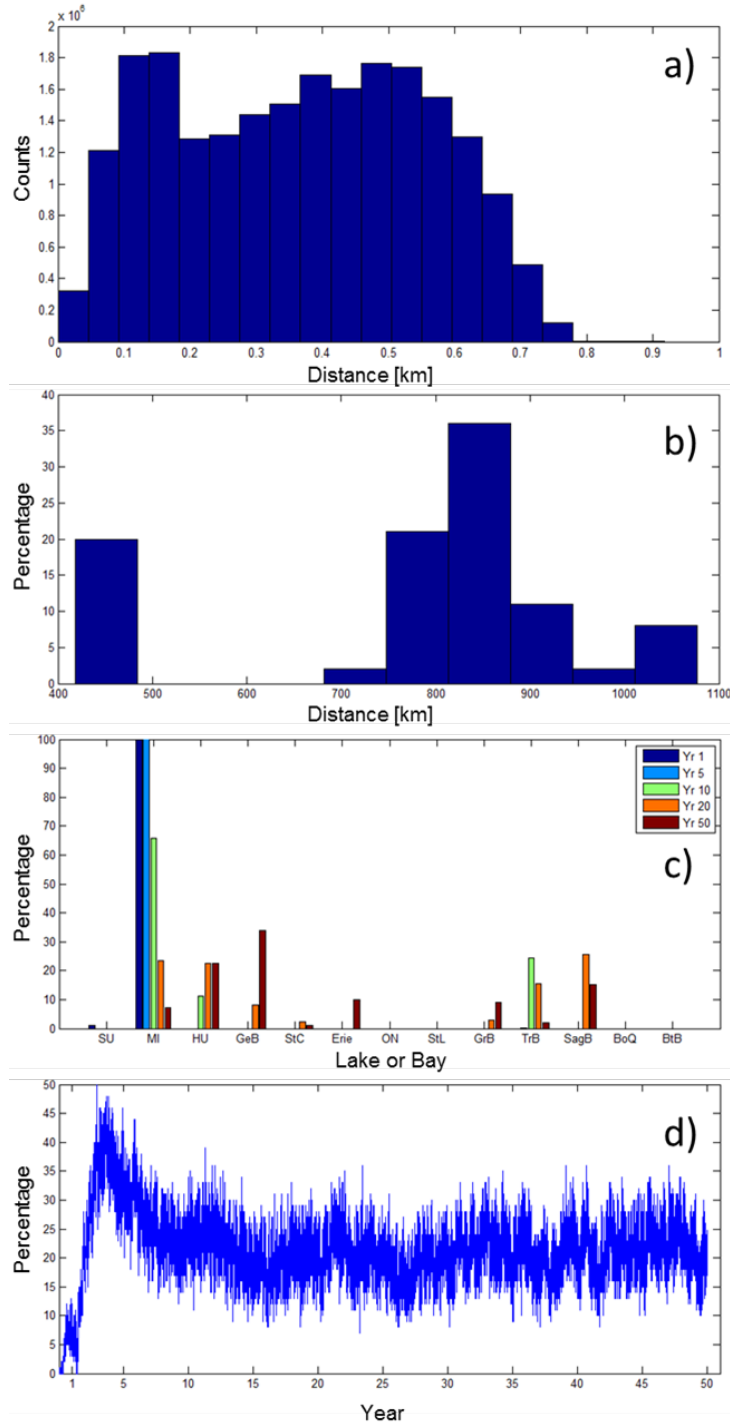 × 10⁶
2
1.8
1.6
1.4
1.2
1
0.8
0.6
0.4
0.2
0
Counts
a)
0 0.1 0.2 0.3 0.4 0.5 0.6 0.7 0.8 0.9 1
Distance [km]
40
35
30
25
20
15
10
5
0
Percentage
b)
400 500 600 700 800 900 1000 1100
Distance [km]
100
90
80
70
60
50
40
30
20
10
0
Percentage
Yr 1
Yr 5
Yr 10
Yr 20
Yr 50
c)
SU MI HU GeB StC Erie ON StL GrB TrB SagB BoQ BtB
Lake or Bay
50
45
40
35
30
25
20
15
10
5
0
Percentage
d)
1 5 10 15 20 25 30 35 40 45 50
Year